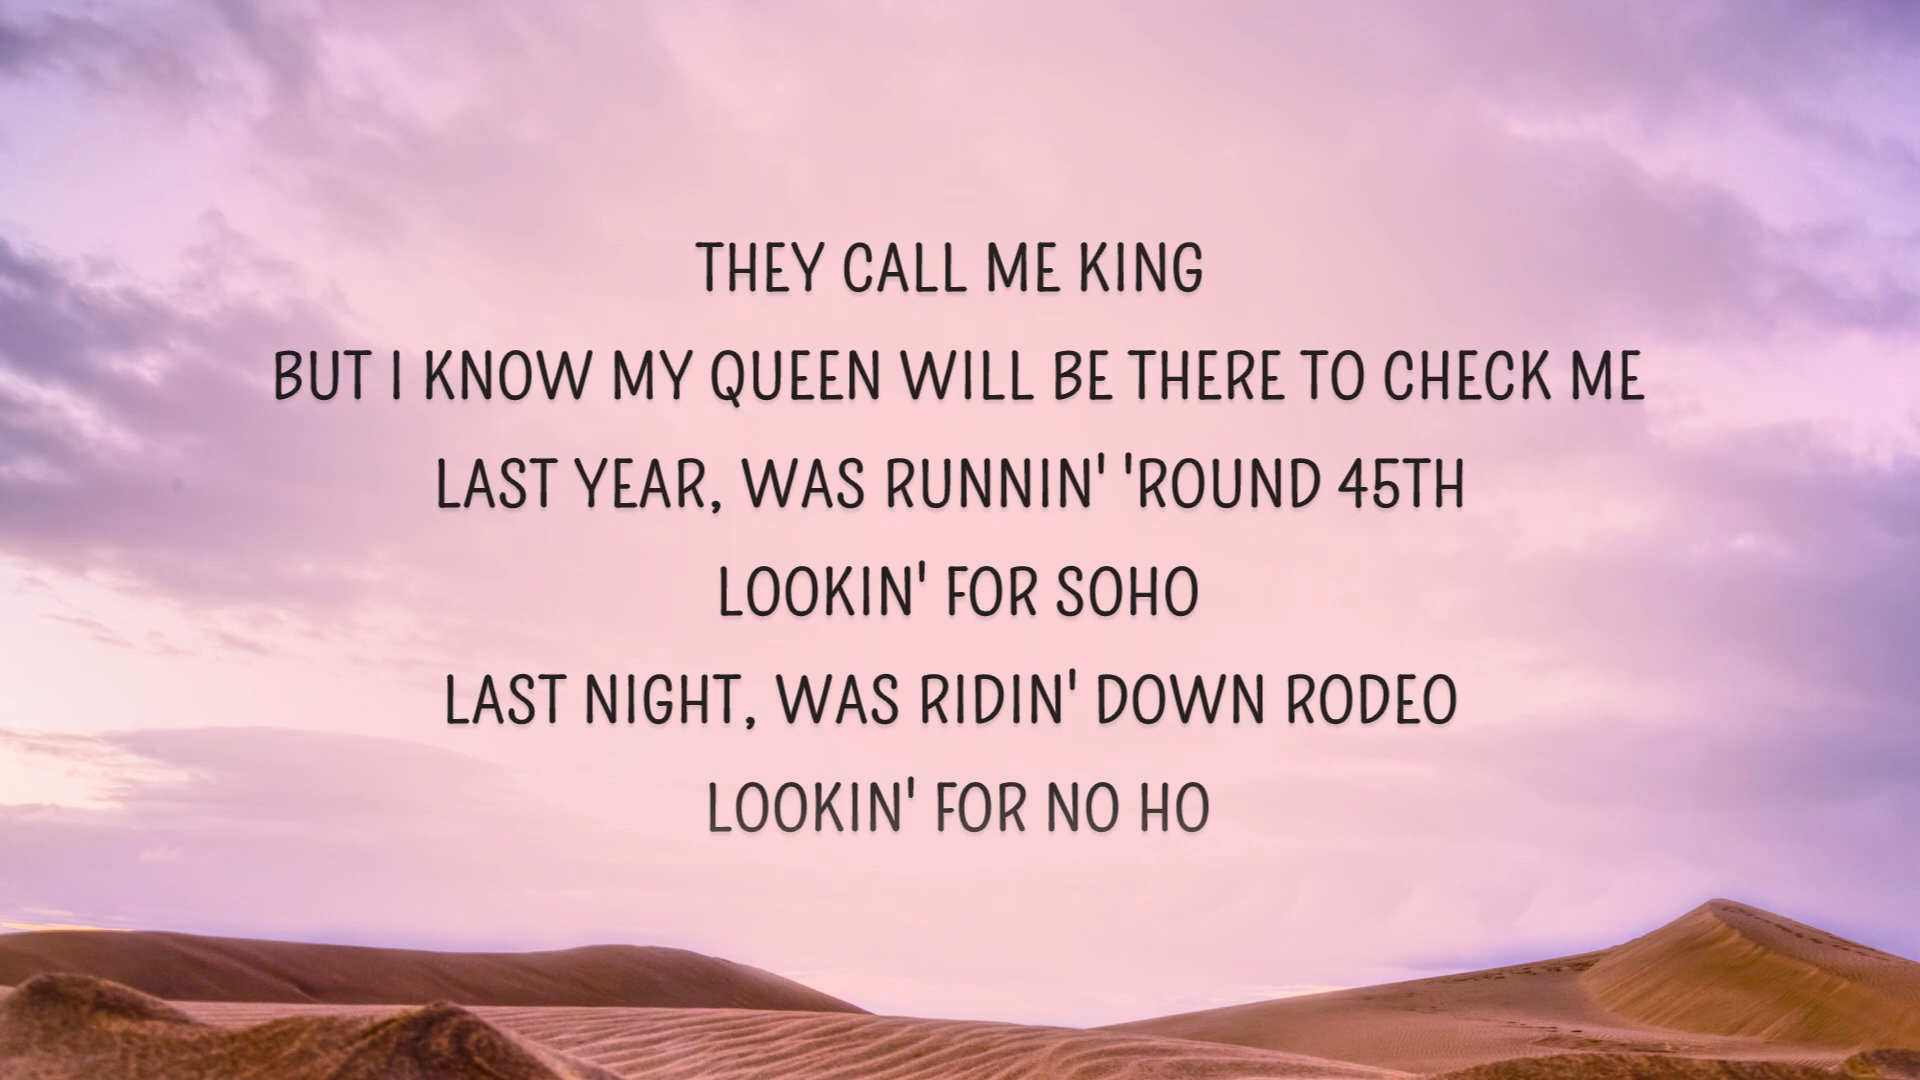 THEY CALL ME KING
BUT I KNOW MY QUEEN WILL BE THERE TO CHECK ME
LAST YEAR, WAS RUNNIN' 'ROUND 45TH
LOOKIN' FOR SOHO
LAST NIGHT, WAS RIDIN' DOWN RODEO
LOOKIN' FOR NO HO